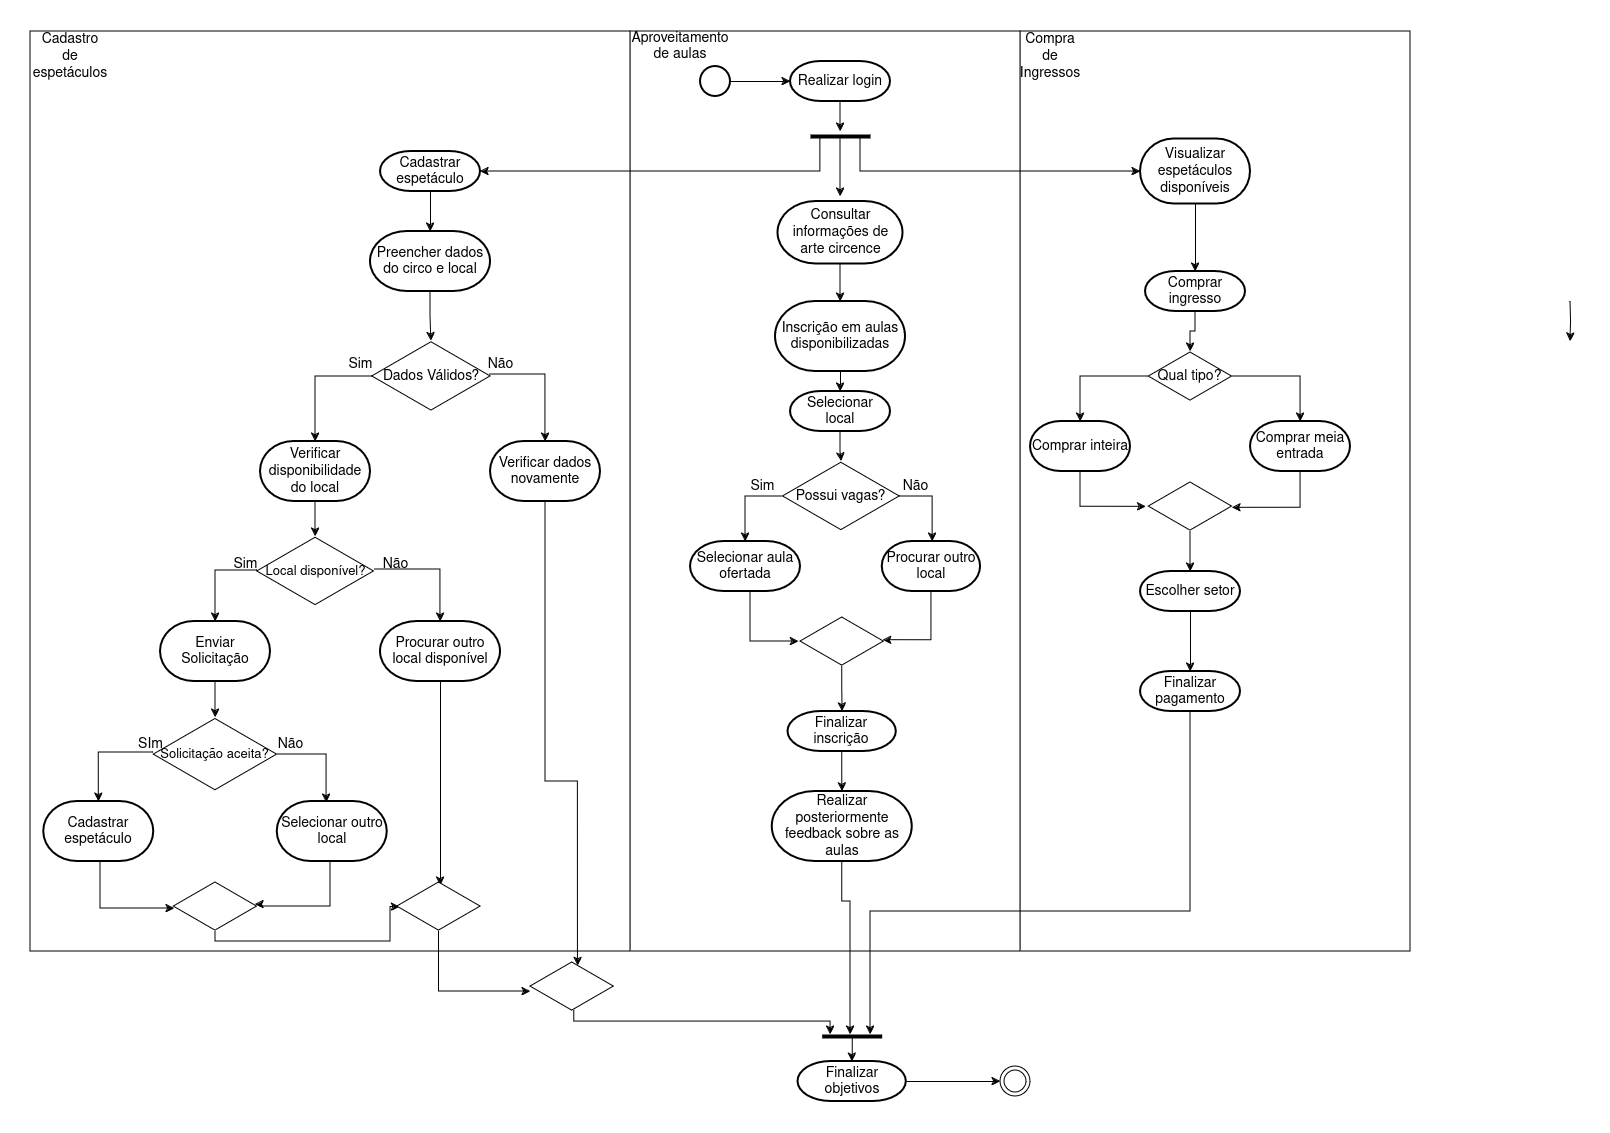 Cadastro
de
espetáculos
Aproveitamento
de aulas
Compra
de
Ingressos
Realizar login
Cadastrar
espetáculo
Visualizar
espetáculos
disponíveis
Consultar
informações de
arte circence
Preencher dados
do circo e local
Comprar
ingresso
Inscrição em aulas
disponibilizadas
Sim
Dados Válidos?
Não
Qual tipo?
Selecionar
local
Verificar
disponibilidade
do local
Verificar dados
novamente
Comprar inteira
Comprar meia
entrada
Sim
Possui vagas?
Não
Sim
Local disponível?
Não
Selecionar aula
ofertada
Procurar outro
local
Escolher setor
Enviar
Solicitação
Procurar outro
local disponível
Finalizar
pagamento
SIm
Solicitação aceita?
Não
Finalizar
inscrição
Cadastrar
espetáculo
Selecionar outro
local
Realizar
posteriormente
feedback sobre as
aulas
Finalizar
objetivos